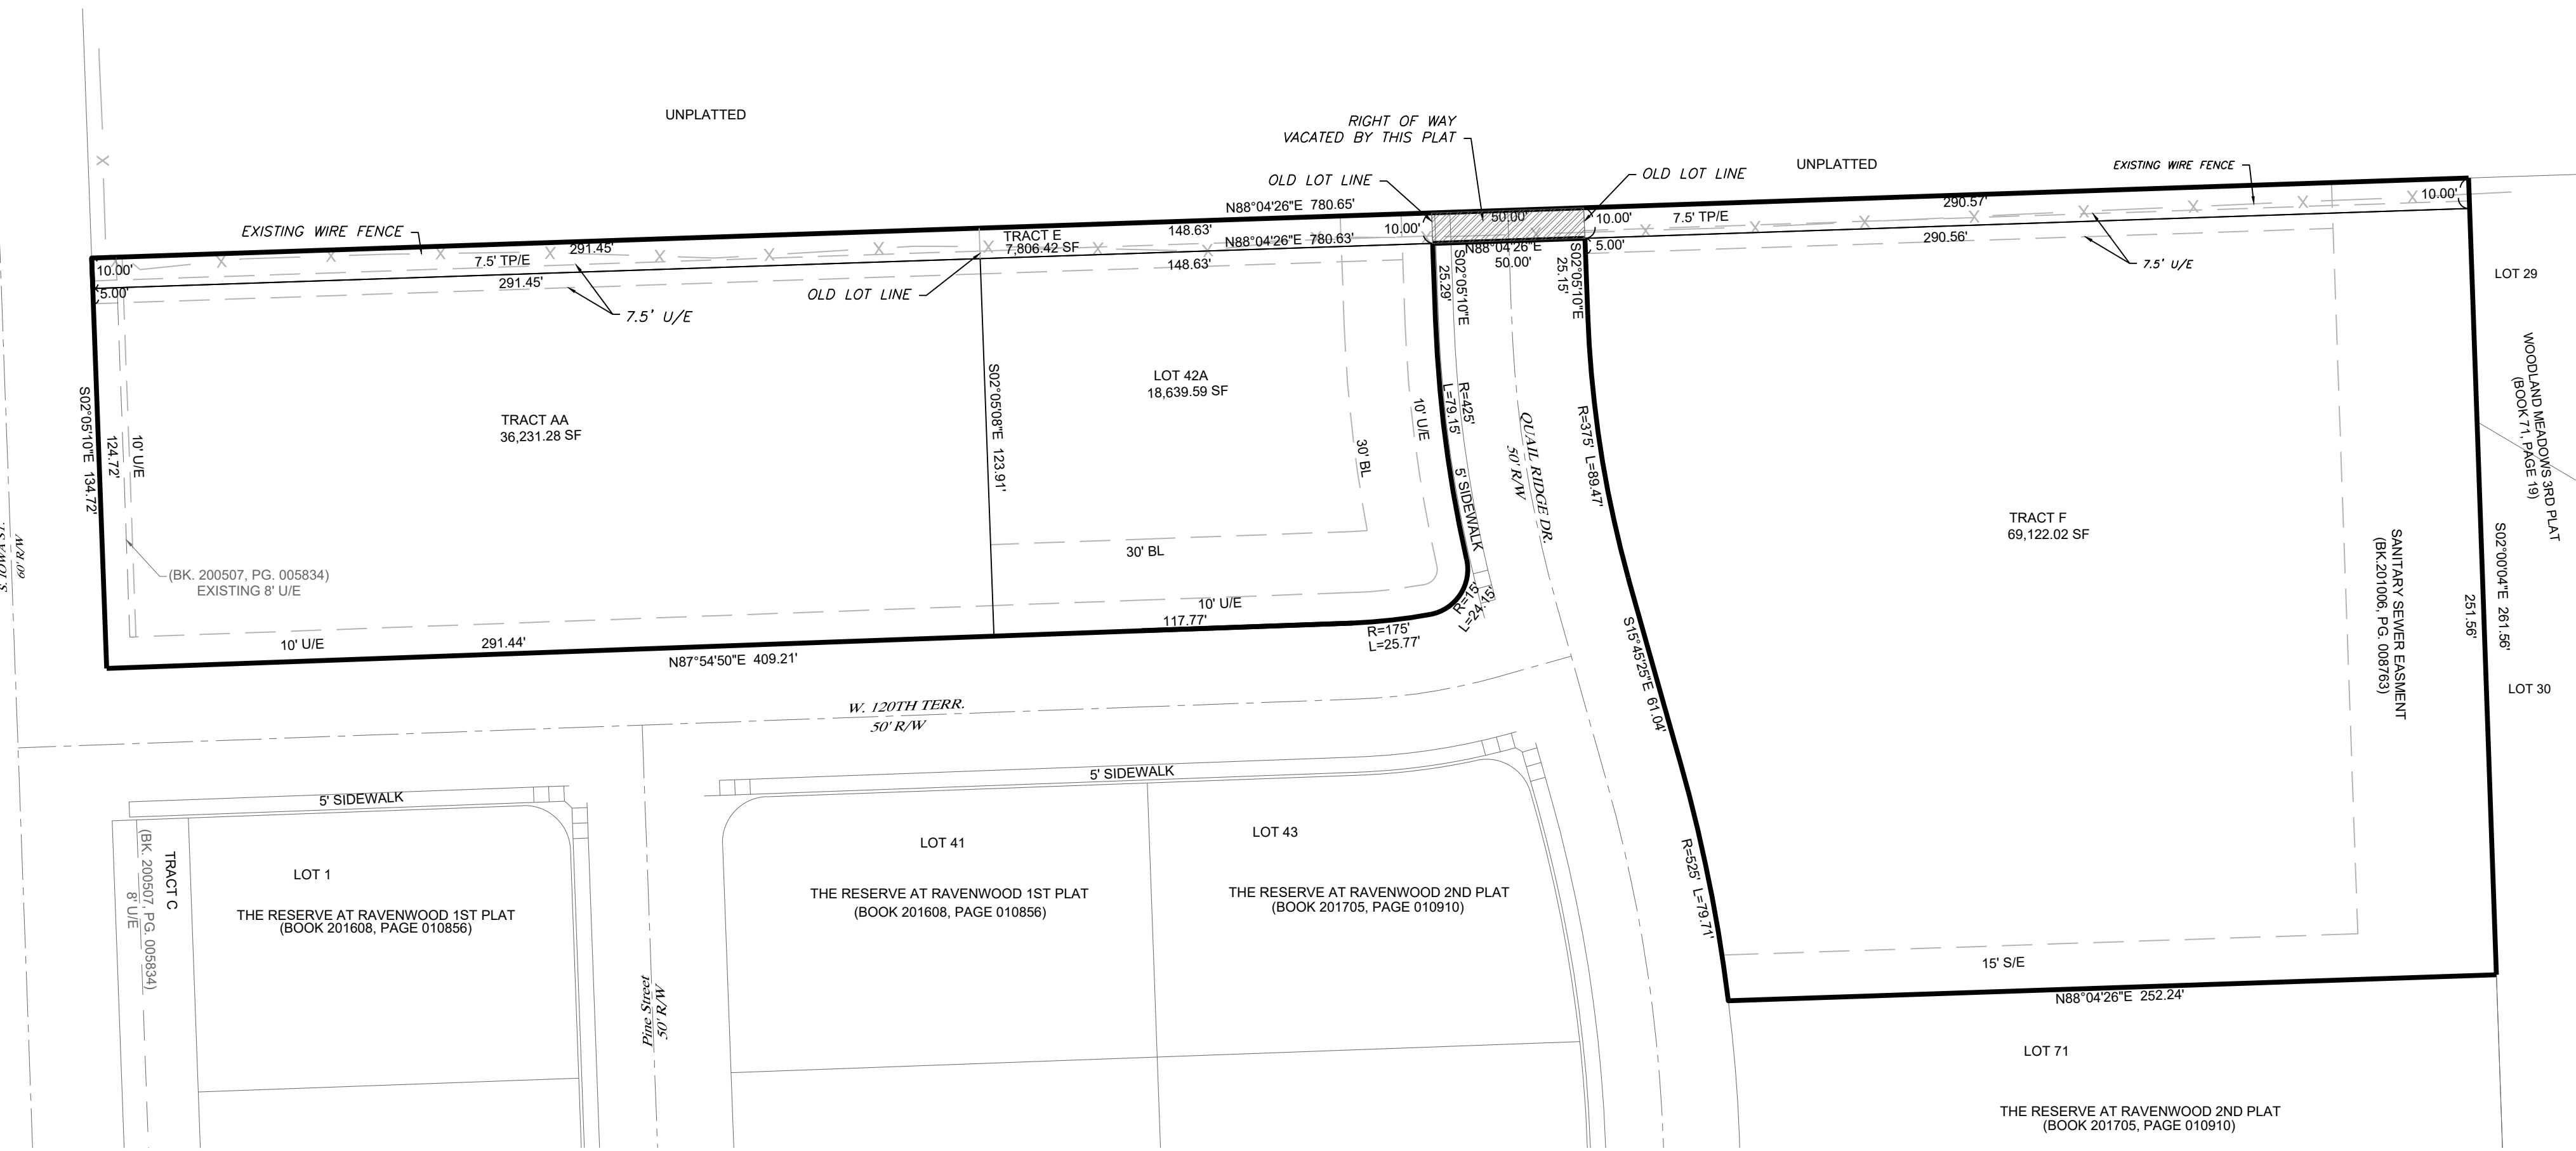 UNPLATTED
RIGHT OF WAY
VACATED BY THIS PLAT
UNPLATTED
EXISTING WIRE FENCE
OLD LOT LINE
OLD LOT LINE
10.00'
EXISTING WIRE FENCE
N88°04'26"E 780.65'
50.00'
10.00'
7.5' TP/E
290.57'
291.45'
TRACT E
7,806.42 SF
148.63'
N88°04'26"E 780.63'
10.00'
N88°04'26"E
50.00'
5.00'
290.56'
7.5' U/E
10.00'
7.5' TP/E
5.00'
291.45'
148.63'
OLD LOT LINE
7.5' U/E
LOT 29
25.29'
S02°05'10"E
25.15'
S02°05'10"E
WOODLAND MEADOWS 3RD PLAT
(BOOK 71, PAGE 19)
S02°05'10"E 134.72'
124.72'
10' U/E
TRACT AA
36,231.28 SF
S02°05'08"E 123.91'
LOT 42A
18,639.59 SF
30' BL
10' U/E
L=79.15'
R=425'
5' SIDEWALK
QUAIL RIDGE DR.
50' R/W
R=375' L=89.47'
TRACT F
69,122.02 SF
SANITARY SEWER EASMENT
(BK.201006, PG. 008763)
S02°00'04"E 261.56'
251.56'
S. IOWA ST.
60' R/W
(BK. 200507, PG. 005834)
EXISTING 8' U/E
30' BL
10' U/E
117.77'
R=15'
L=24.15'
R=175'
L=25.77'
10' U/E
291.44'
N87°54'50"E 409.21'
S15°45'25"E 61.04'
LOT 30
W. 120TH TERR.
50' R/W
5' SIDEWALK
5' SIDEWALK
R=525' L=79.71'
TRACT C
(BK. 200507, PG. 005834)
8' U/E
LOT 1
THE RESERVE AT RAVENWOOD 1ST PLAT
(BOOK 201608, PAGE 010856)
LOT 41
THE RESERVE AT RAVENWOOD 1ST PLAT
(BOOK 201608, PAGE 010856)
LOT 43
THE RESERVE AT RAVENWOOD 2ND PLAT
(BOOK 201705, PAGE 010910)
15' S/E
N88°04'26"E 252.24'
Pine Street
50' R/W
LOT 71
THE RESERVE AT RAVENWOOD 2ND PLAT
(BOOK 201705, PAGE 010910)